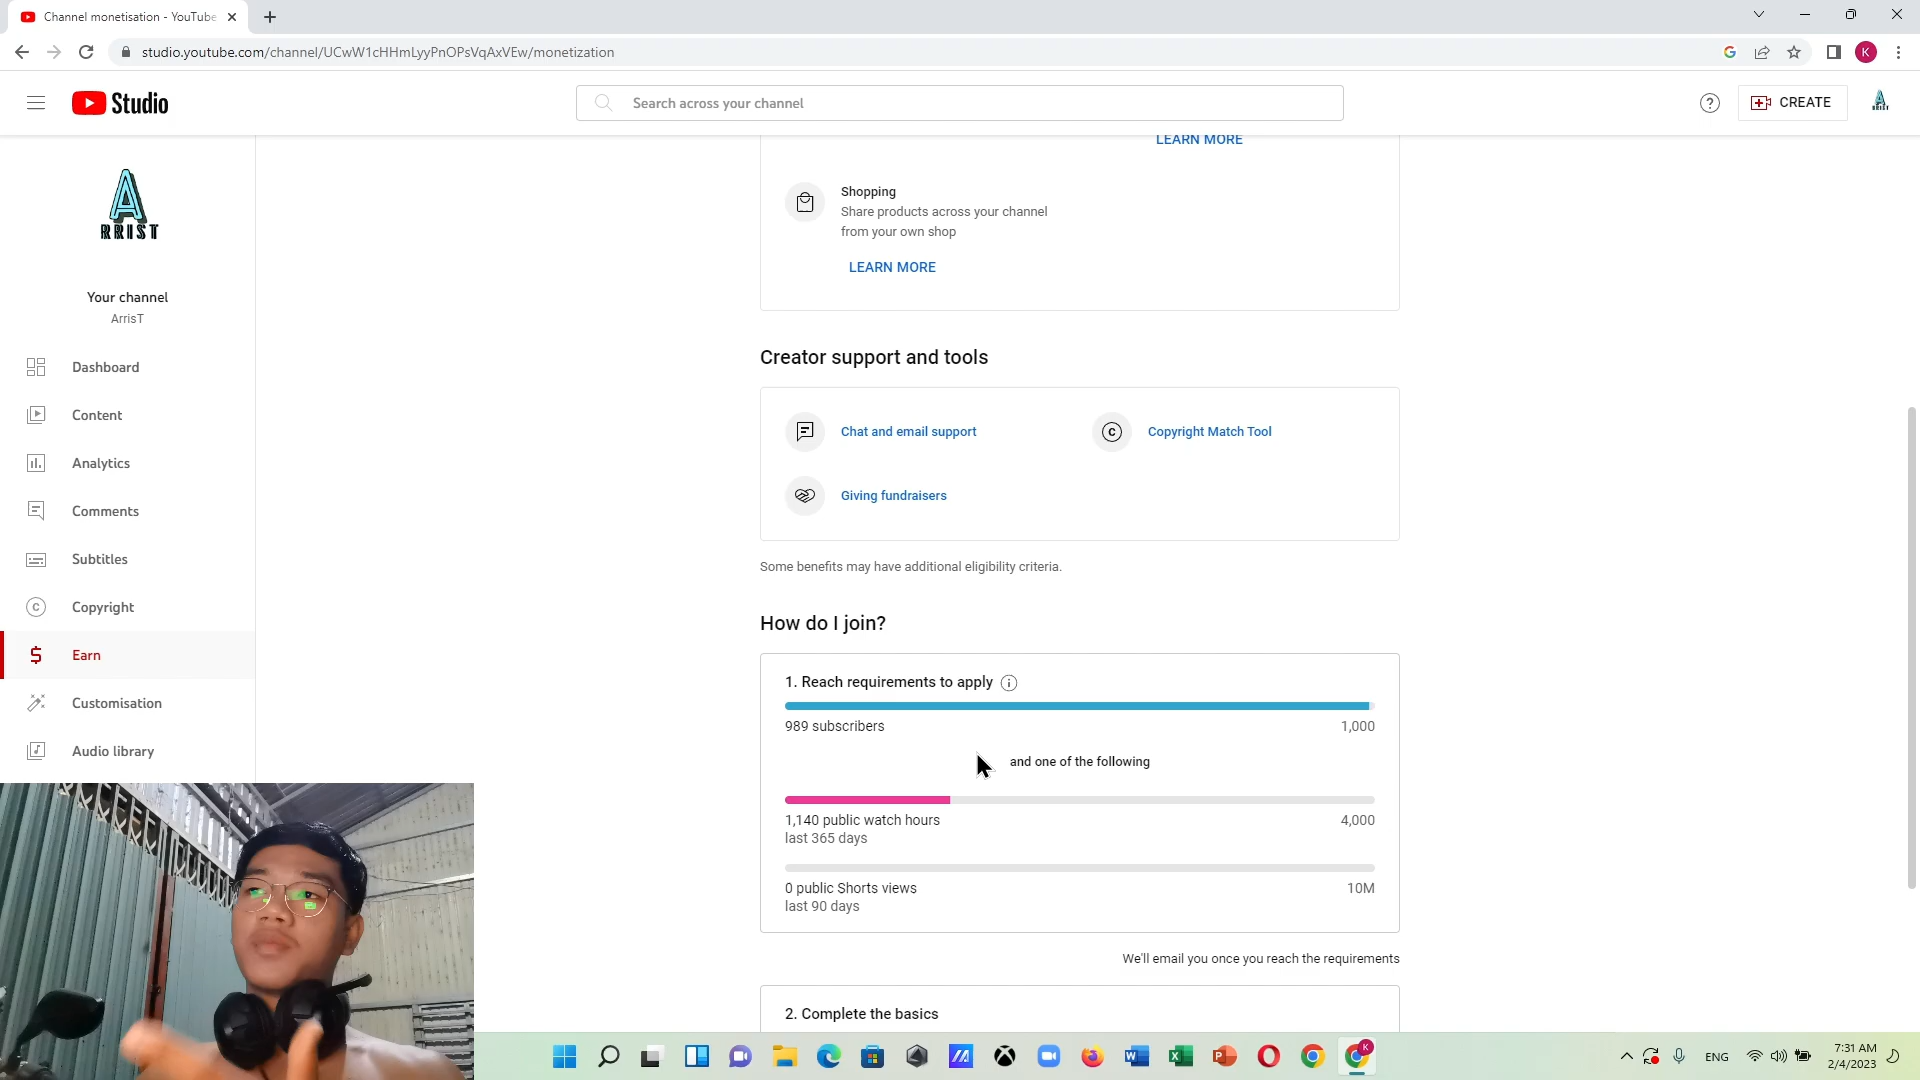 Channel monetisation - YouTube
studio.youtube.com/channel/UCwW1cHHmLyyPnOPsVqAxVEw/monetization
K
Studio
Search across your channel
CREATE
A
RRIST
Your channel
ArrisT
Dashboard
Content
Analytics
Comments
Subtitles
Copyright
Earn
Customisation
Audio library
LEARN MORE
Shopping
Share products across your channel
from your own shop
LEARN MORE
Creator support and tools
Chat and email support
Copyright Match Tool
Giving fundraisers
Some benefits may have additional eligibility criteria.
How do I join?
1. Reach requirements to apply
989 subscribers 1,000
and one of the following
1,140 public watch hours 4,000
last 365 days
0 public Shorts views 10M
last 90 days
We'll email you once you reach the requirements
2. Complete the basics
ENG
7:31 AM
2/4/2023